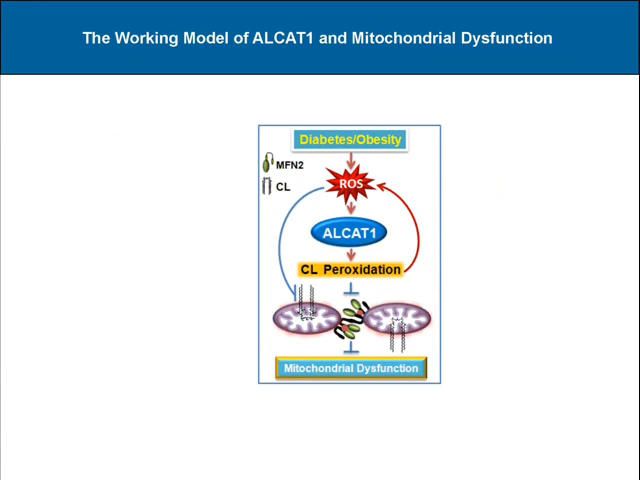 The Working Model of ALCAT1 and Mitochondrial Dysfunction
Diabetes/Obesity
MFN2
ROS
CL
ALCAT1
CL Peroxidation
Mitochondrial Dysfunction